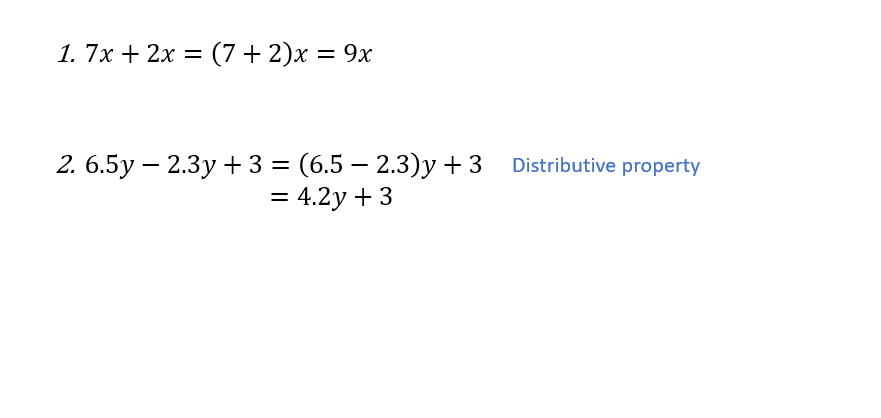 1. 7x + 2x = (7 + 2)x = 9x
2. 6.5y − 2.3y + 3 = (6.5 − 2.3)y + 3 Distributive property
= 4.2y + 3